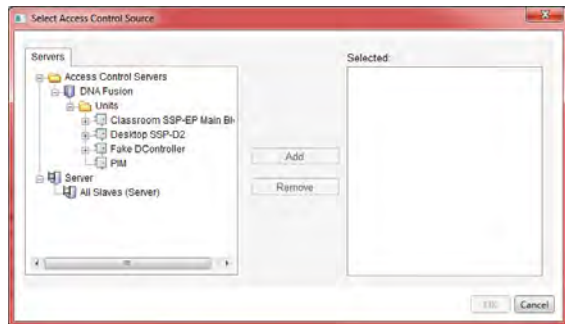 Select Access Control Source
Servers
Selected:
Access Control Servers
DNA Fusion
Units
Classroom SSP-EP Main
Desktop SSP-D2
Fake DController
PIM
Server
All Slaves (Server)
Add
Remove
OK
Cancel